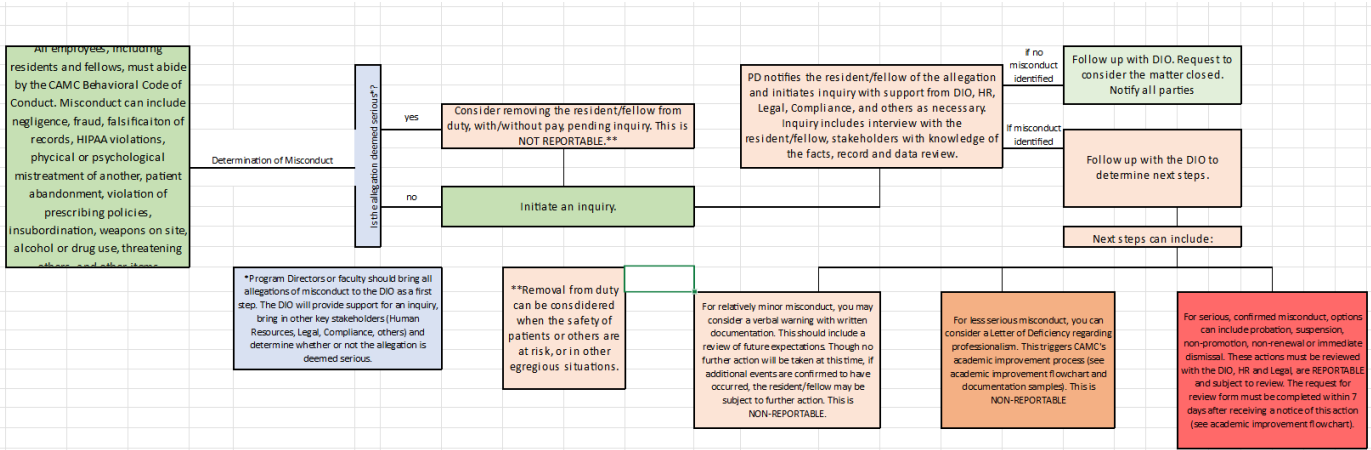 All employees, including
residents and fellows, must abide
by the CAMC Behavioral Code of
Conduct. Misconduct can include
negligence, fraud, falsificaiton of
records, HIPAA violations,
phycical or psychological
mistreatment of another, patient
abandonment, violation of
prescribing policies,
insubordination, weapons on site,
alcohol or drug use, threatening
others, and other items
Determination of Misconduct
Is the allegation deemed serious*?
yes
no
Consider removing the resident/fellow from
duty, with/without pay, pending inquiry. This is
NOT REPORTABLE.**
Initiate an inquiry.
PD notifies the resident/fellow of the allegation
and initiates inquiry with support from DIO, HR,
Legal, Compliance, and others as necessary.
Inquiry includes interview with the
resident/fellow, stakeholders with knowledge of
the facts, record and data review.
if no
misconduct
identified
Follow up with DIO. Request to
consider the matter closed.
Notify all parties
If misconduct
identified
Follow up with the DIO to
determine next steps.
Next steps can include:
*Program Directors or faculty should bring all
allegations of misconduct to the DIO as a first
step. The DIO will provide support for an inquiry,
bring in other key stakeholders (Human
Resources, Legal, Compliance, others) and
determine whether or not the allegation is
deemed serious.
**Removal from duty
can be consdidered
when the safety of
patients or others are
at risk, or in other
egregious situations.
For relatively minor misconduct, you may
consider a verbal warning with written
documentation. This should include a
review of future expectations. Though no
further action will be taken at this time, if
additional events are confirmed to have
occurred, the resident/fellow may be
subject to further action. This is
NON-REPORTABLE.
For less serious misconduct, you can
consider a Letter of Deficiency regarding
professionalism. This triggers CAMC's
academic improvement process (see
academic improvement flowchart and
documentation samples). This is
NON-REPORTABLE
For serious, confirmed misconduct, options
can include probation, suspension,
non-promotion, non-renewal or immediate
dismissal. These actions must be reviewed
with the DIO, HR and Legal, are REPORTABLE
and subject to review. The request for
review form must be completed within 7
days after receiving a notice of this action
(see academic improvement flowchart).